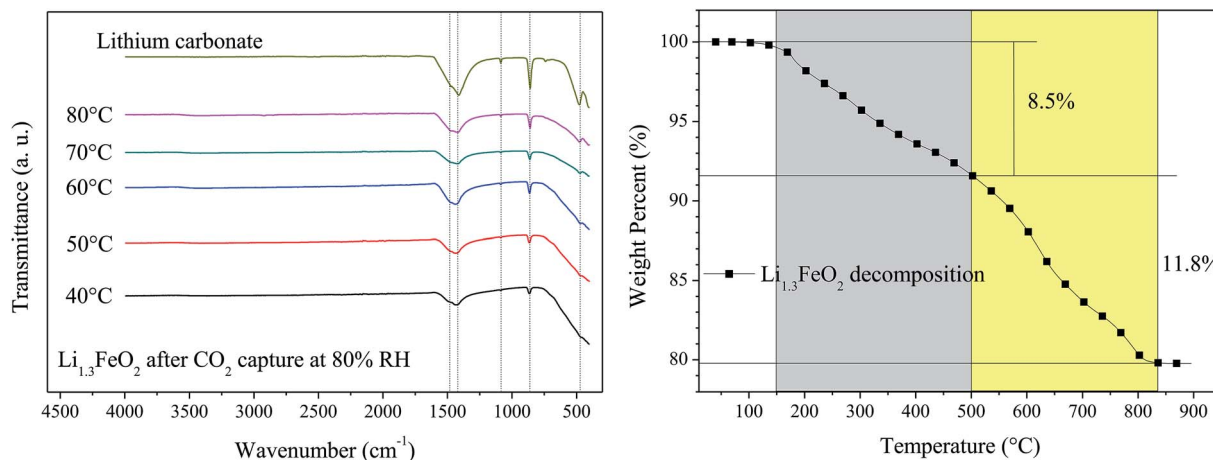 Lithium carbonate
80°C
70°C
60°C
50°C
40°C
Li1.3FeO2 after CO2 capture at 80% RH
Transmittance (a. u.)
4500 4000 3500 3000 2500 2000 1500 1000 500
Wavenumber (cm-1)
100
95
90
85
80
Weight Percent (%)
8.5%
11.8%
Li1.3FeO2 decomposition
100 200 300 400 500 600 700 800 900
Temperature (°C)